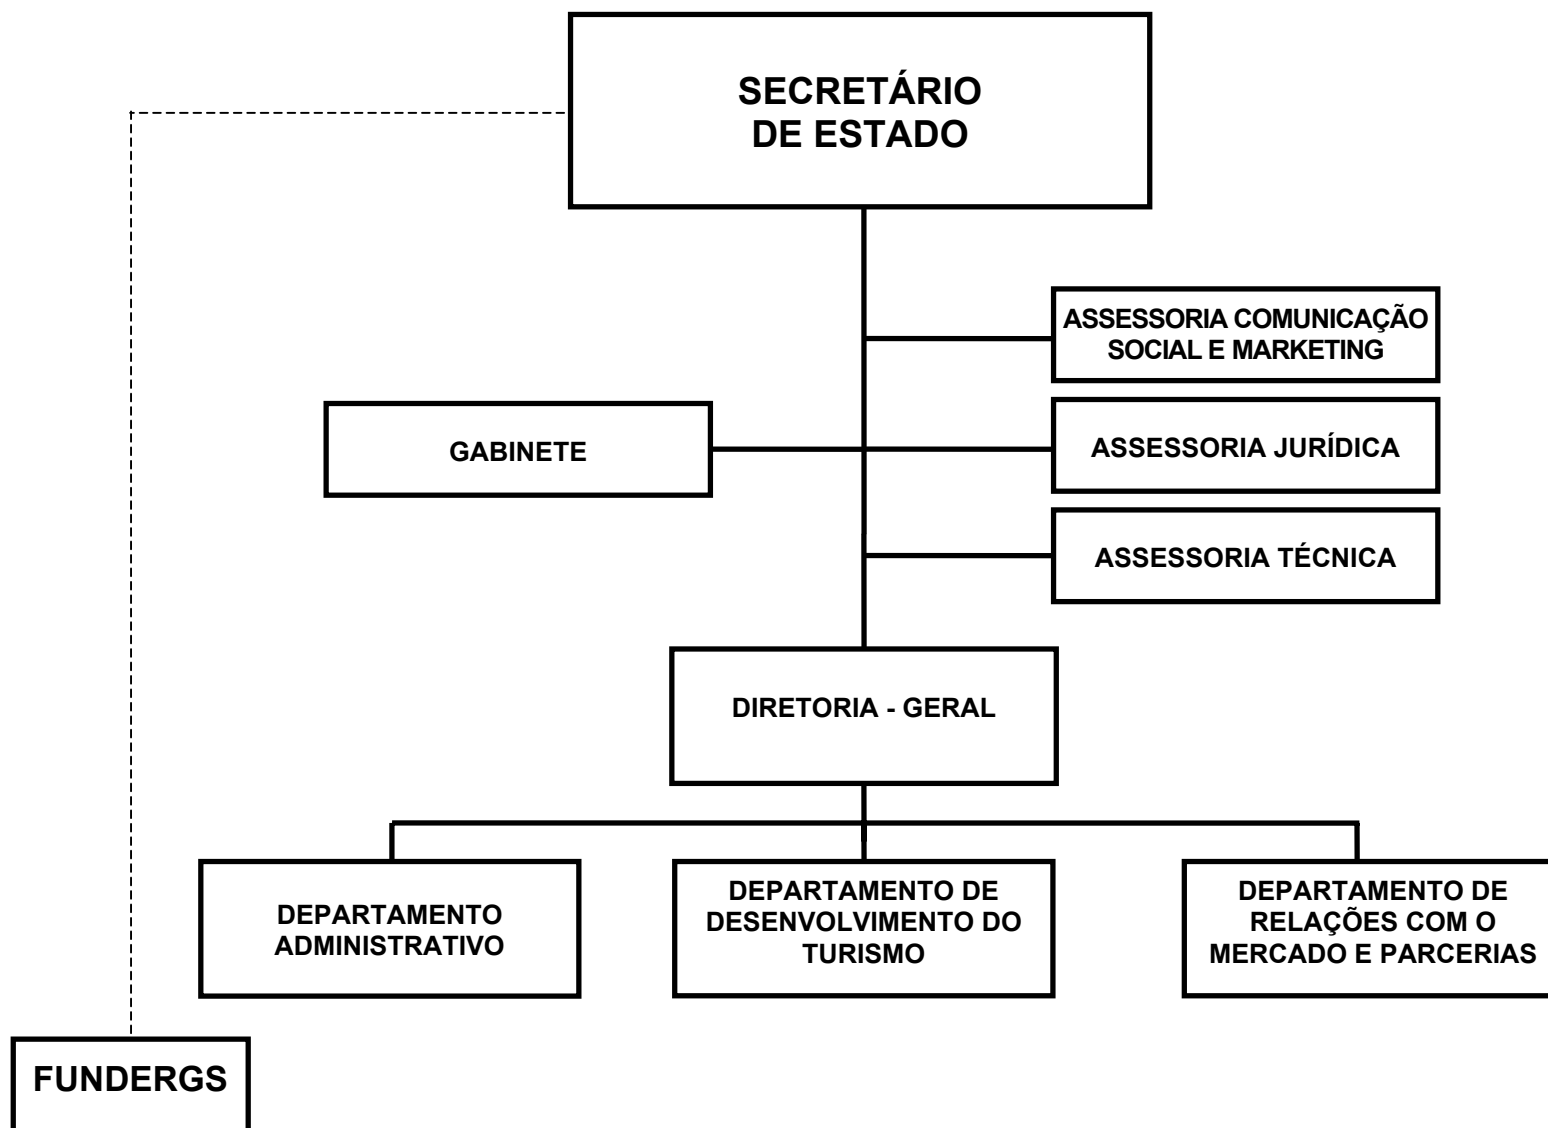 SECRETÁRIO
DE ESTADO
ASSESSORIA COMUNICAÇÃO
SOCIAL E MARKETING
GABINETE
ASSESSORIA JURÍDICA
ASSESSORIA TÉCNICA
DIRETORIA - GERAL
DEPARTAMENTO
ADMINISTRATIVO
DEPARTAMENTO DE
DESENVOLVIMENTO DO
TURISMO
DEPARTAMENTO DE
RELAÇÕES COM O
MERCADO E PARCERIAS
FUNDERGS